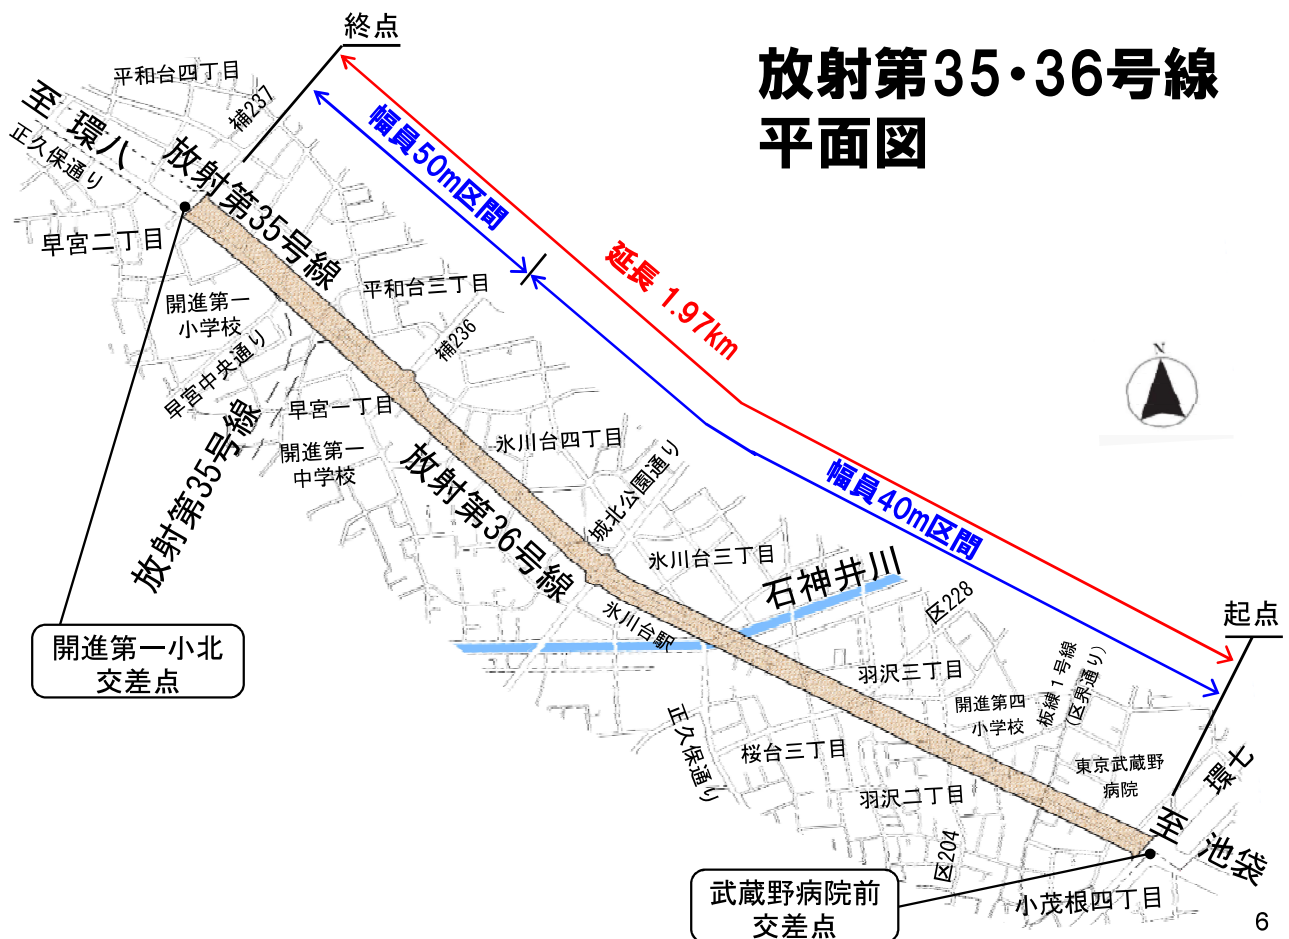 放射第35・36号線
平面図
終点
平和台四丁目
至 環八
補237
正久保通り
放射第35号線
幅員50m区間
延長 1.97km
早宮二丁目
平和台三丁目
開進第一
小学校
補236
早宮中央通り
早宮一丁目
放射第35号線
開進第一
中学校
氷川台四丁目
放射第36号線
城北公園通り
幅員40m区間
N
氷川台三丁目
石神井川
氷川台駅
区228
起点
開進第一小北
交差点
羽沢三丁目
開進第四
小学校
板練1号線
(区界通り)
正久保通り
桜台三丁目
東京武蔵野
病院
環七
羽沢二丁目
至 池袋
区204
武蔵野病院前
交差点
小茂根四丁目
6